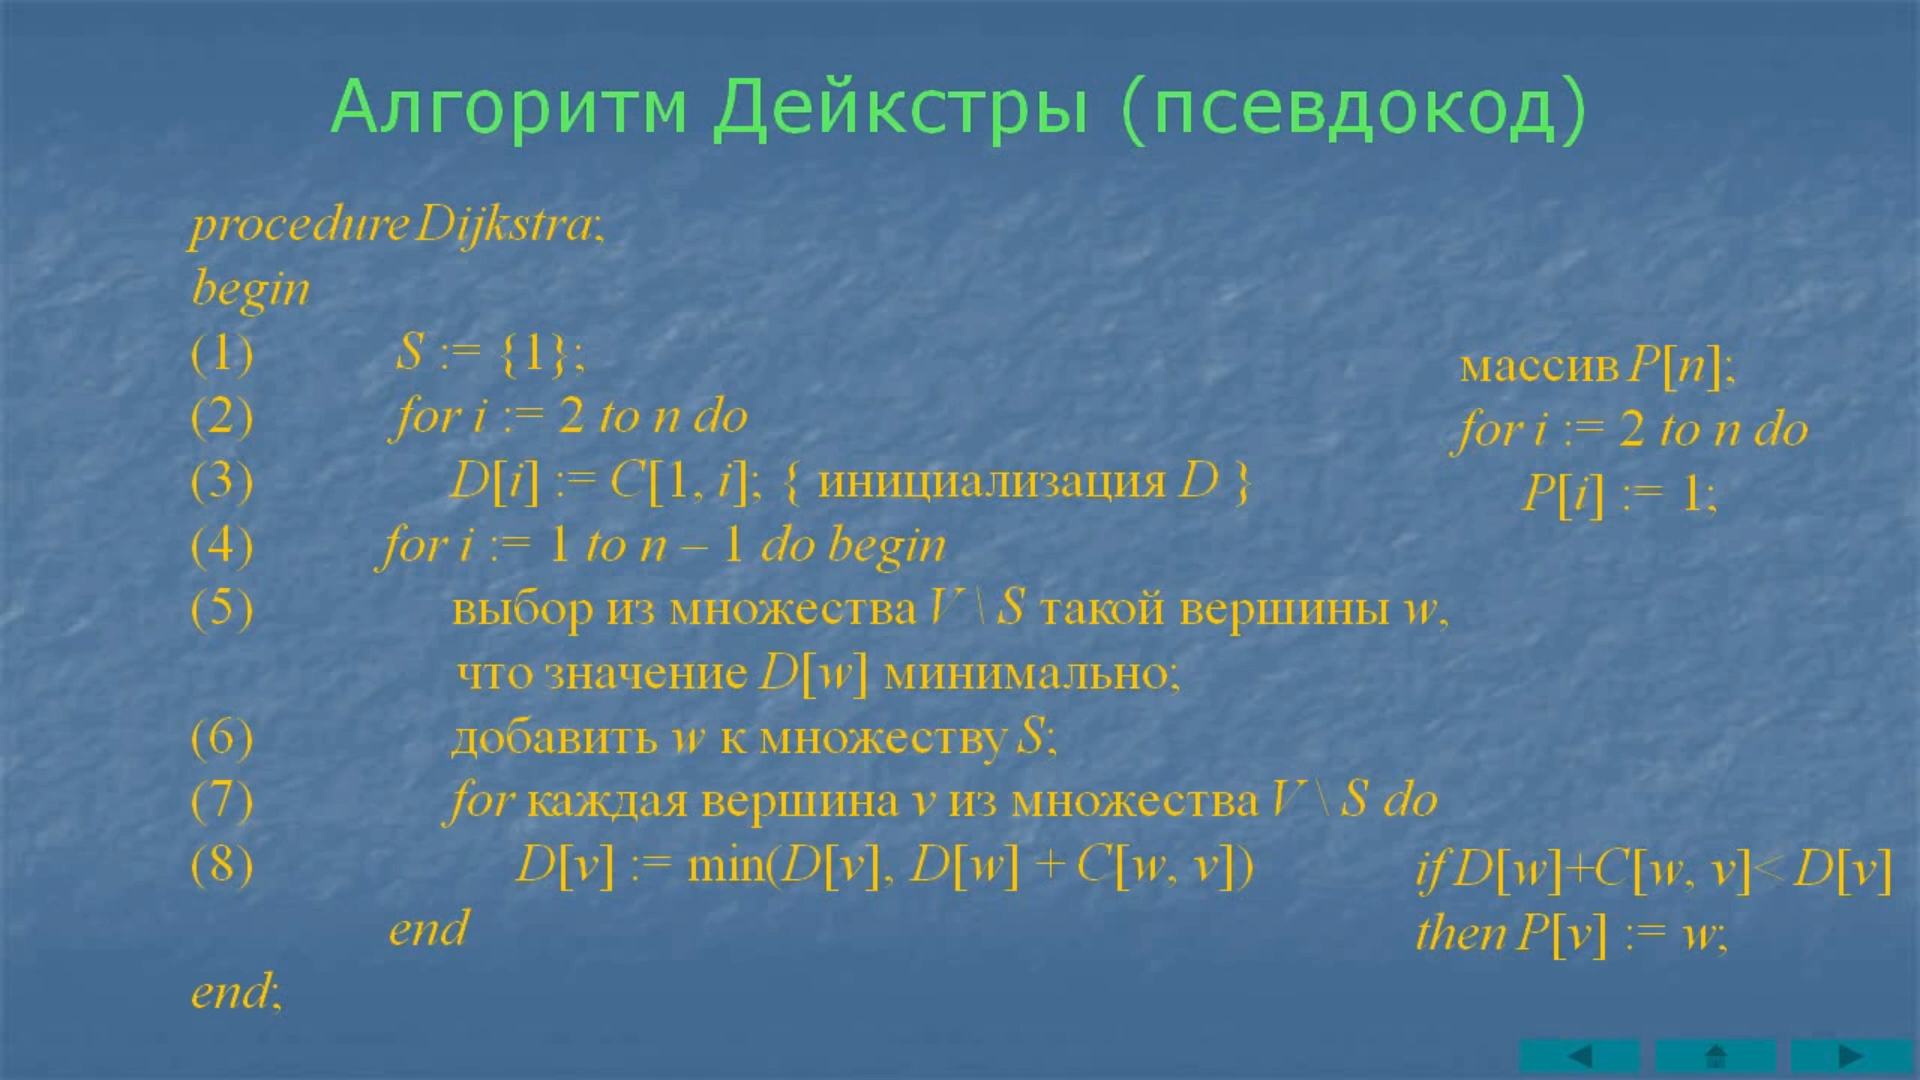 Алгоритм Дейкстры (псевдокод)
procedure Dijkstra;
begin
(1) S := {1};
(2) for i := 2 to n do
(3) D[i] := C[1, i]; { инициализация D }
(4) for i := 1 to n – 1 do begin
(5) выбор из множества V \ S такой вершины w,
что значение D[w] минимально;
(6) добавить w к множеству S;
(7) for каждая вершина v из множества V \ S do
(8) D[v] := min(D[v], D[w] + C[w, v])
end
end;
массив P[n];
for i := 2 to n do
P[i] := 1;
if D[w]+C[w, v]< D[v]
then P[v] := w;